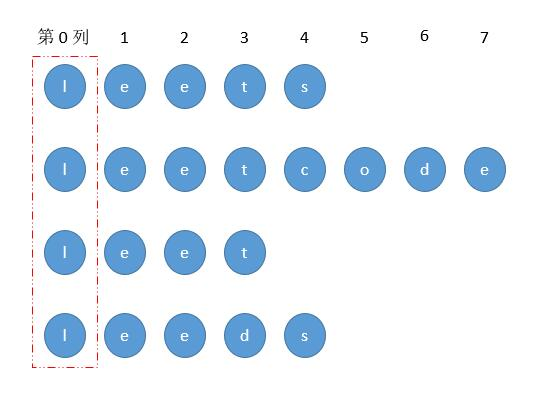 第 0 列 1 2 3 4 5 6 7
l e e t s
l e e t c o d e
l e e t
l e e d s